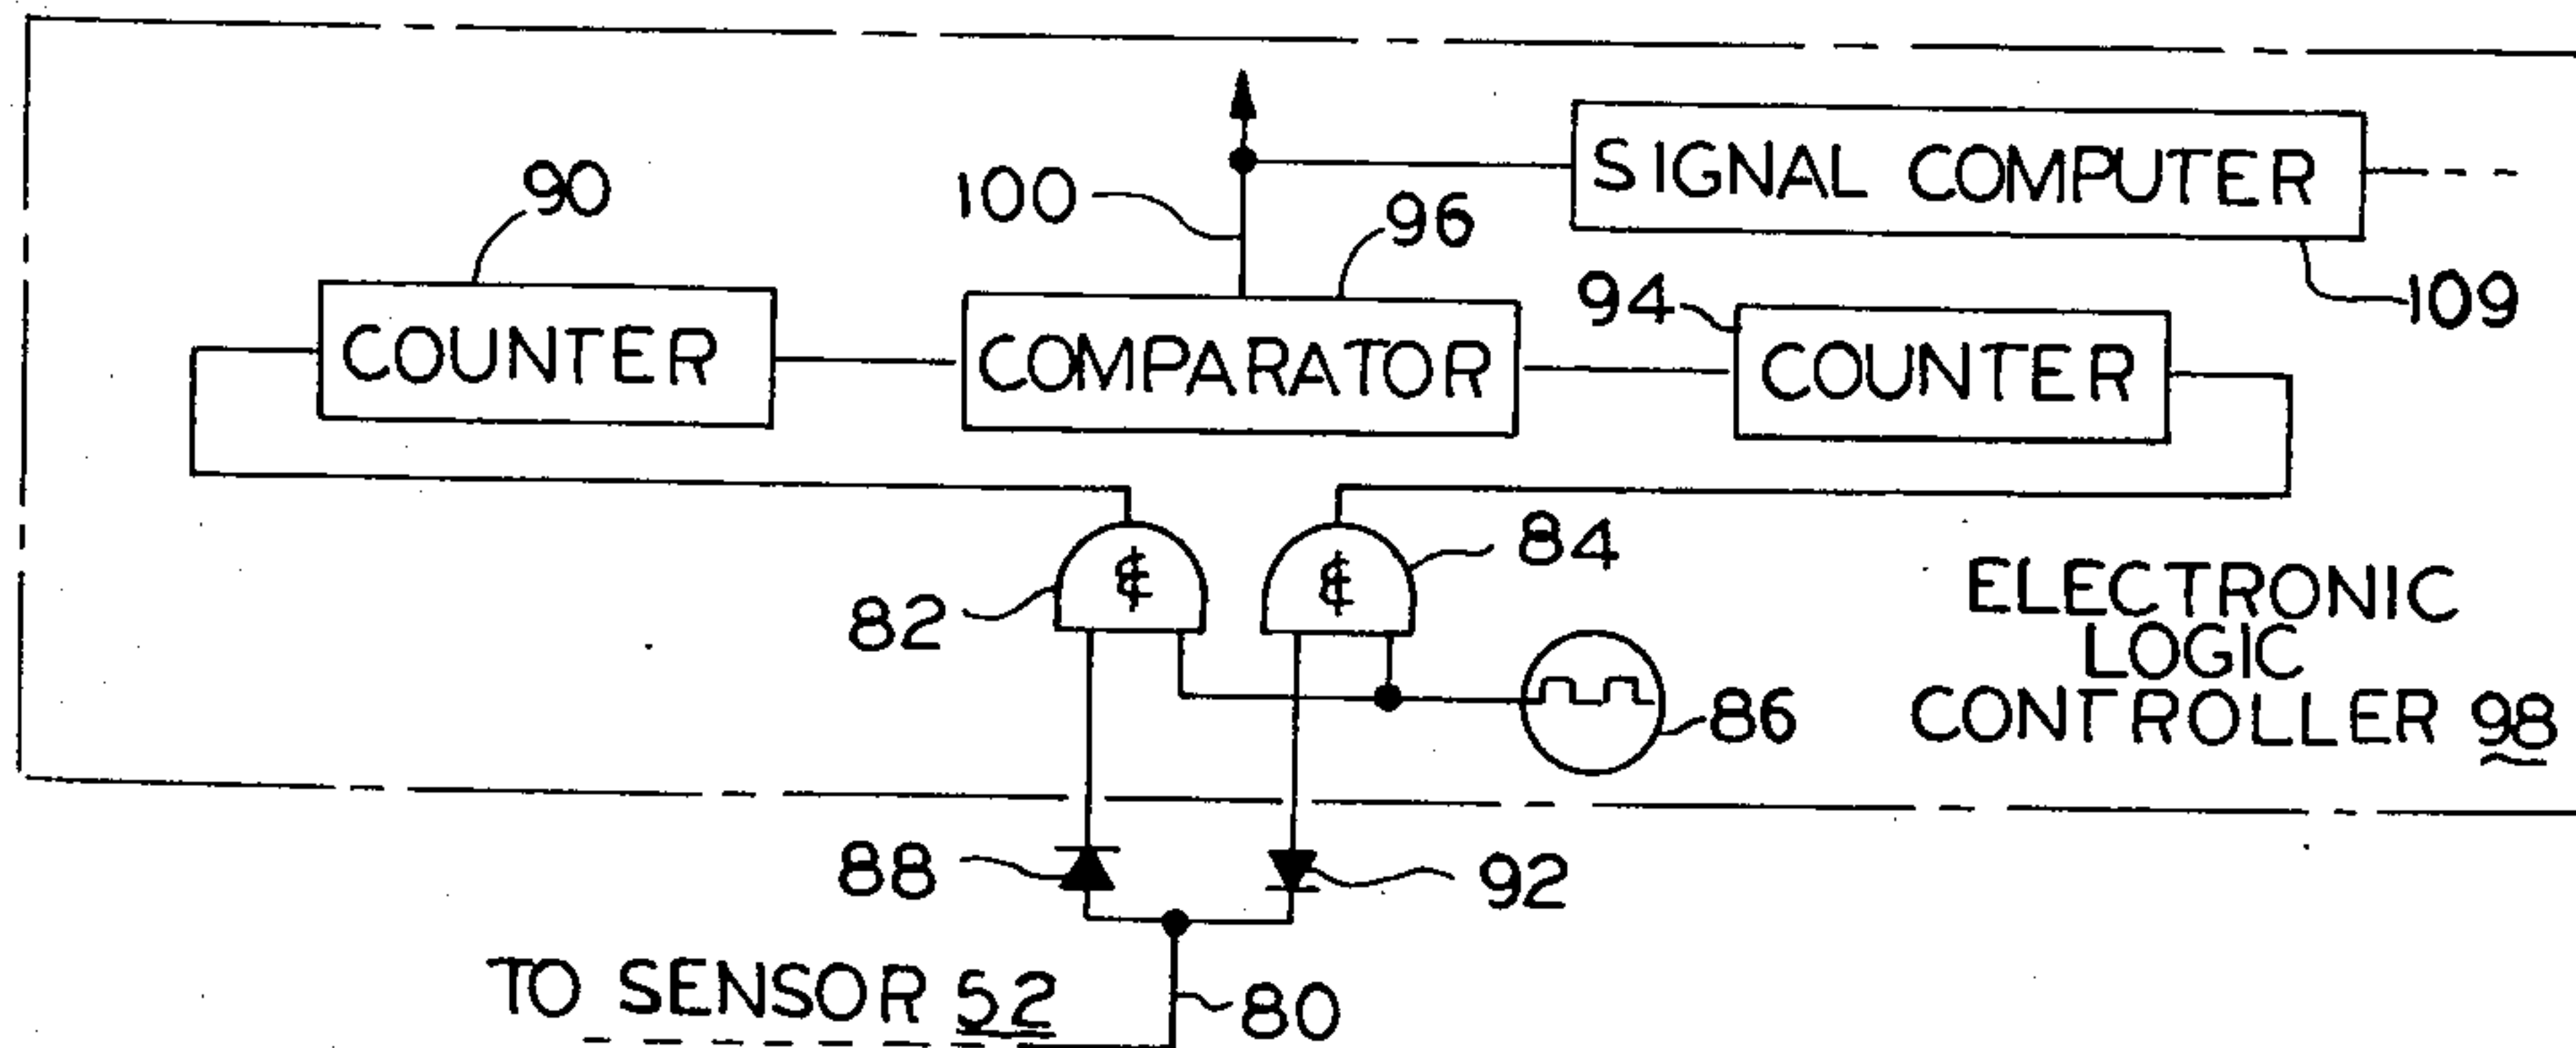 SIGNAL COMPUTER
90
100
96
94
109
COUNTER
COMPARATOR
COUNTER
82
84
ELECTRONIC
LOGIC
CONTROLLER 98
86
88
92
TO SENSOR 52
80